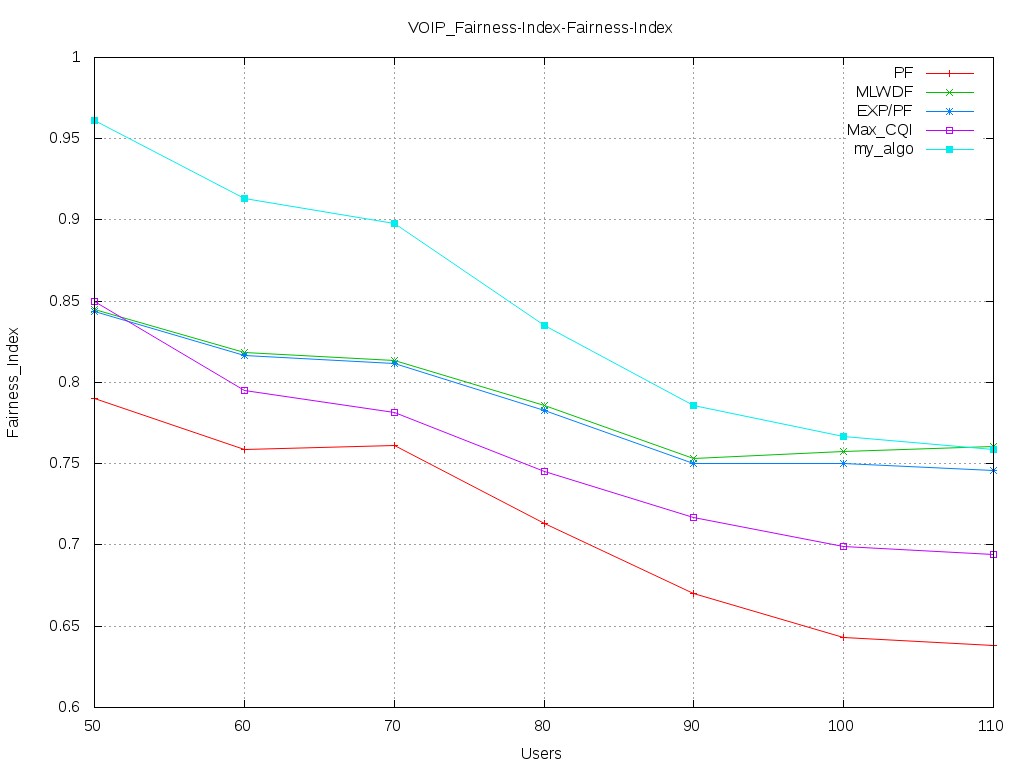 VOIP_Fairness-Index-Fairness-Index
PF
MLWDF
EXP/PF
Max_CQI
my_algo
1
0.95
0.9
0.85
0.8
0.75
0.7
0.65
0.6
Fairness_Index
50 60 70 80 90 100 110
Users